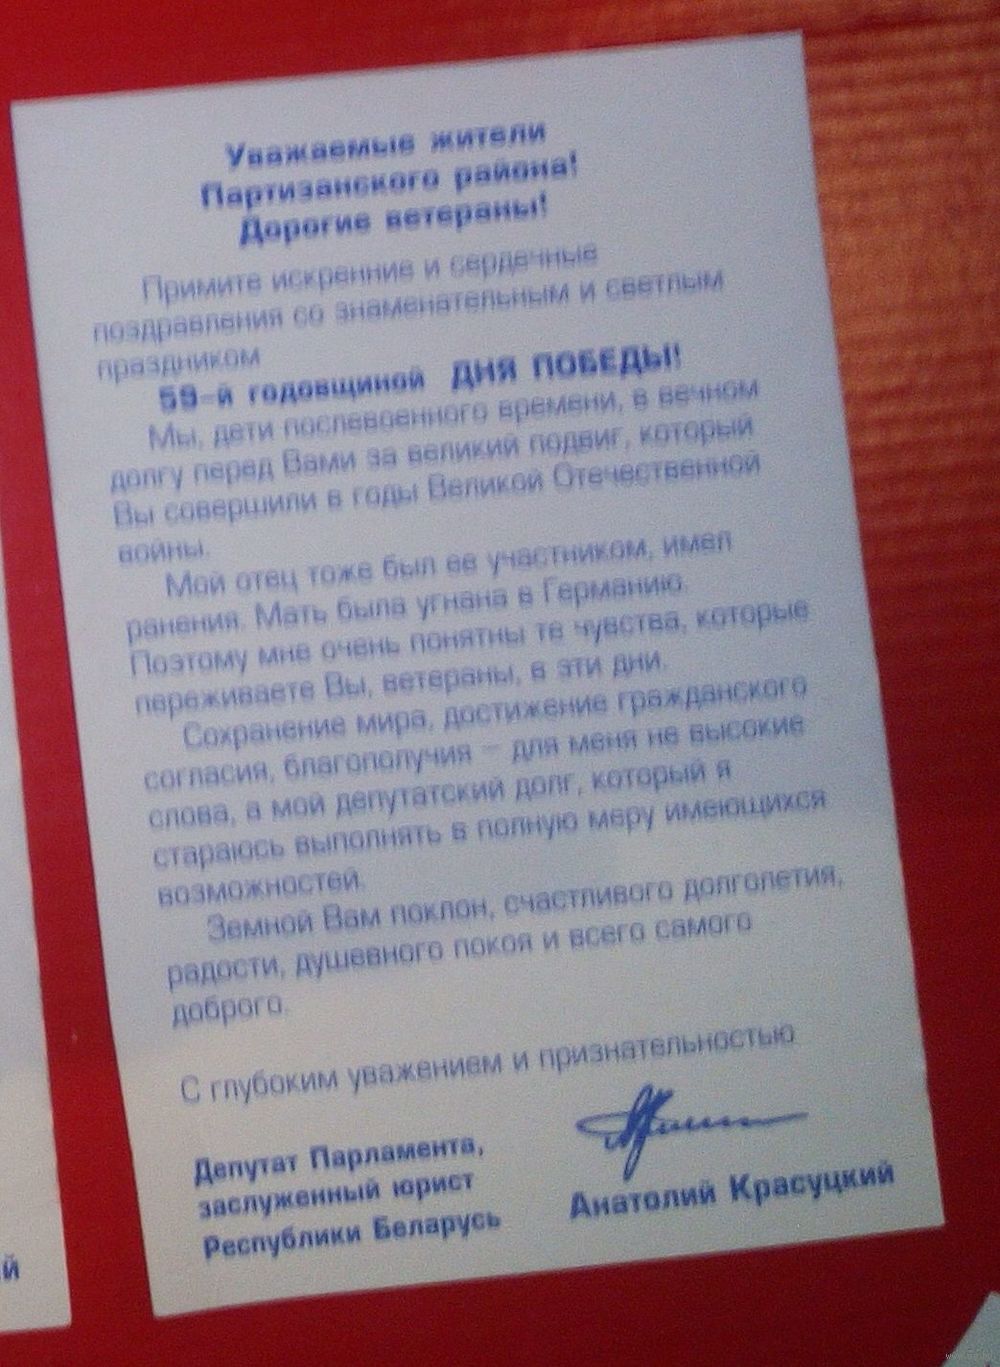 Уважаемые жители
Партизанского района!
Дорогие ветераны!
Примите искренние и сердечные
поздравления со знаменательным и светлым
праздником
59-й годовщиной ДНЯ ПОБЕДЫ!
Мы, дети послевоенного времени, в вечном
долгу перед Вами за великий подвиг, который
Вы совершили в годы Великой Отечественной
войны.
Мой отец тоже был ее участником, имел
ранения. Мать была угнана в Германию.
Поэтому мне очень понятны те чувства, которые
переживаете Вы, ветераны, в эти дни.
Сохранение мира, достижение гражданского
согласия, благополучия – для меня не высокие
слова, а мой депутатский долг, который я
стараюсь выполнять в полную меру имеющихся
возможностей.
Земной Вам поклон, счастливого долголетия,
радости, душевного покоя и всего самого
доброго.
С глубоким уважением и признательностью
Депутат Парламента,
заслуженный юрист
Республики Беларусь
Анатолий Красуцкий
й